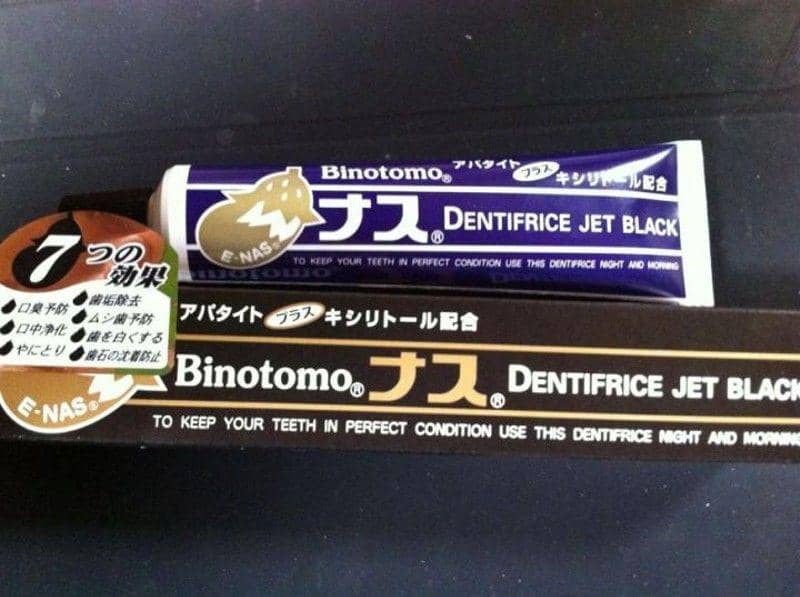 アパタイト プラス キシリトール配合
Binotomo®
ナス® DENTIFRICE JET BLACK
E-NAS®
TO KEEP YOUR TEETH IN PERFECT CONDITION USE THIS DENTIFRICE NIGHT AND MORNING
7つの効果
口臭予防
口中浄化
やにとり
歯垢除去
ムシ歯予防
歯を白くする
歯石の沈着防止
アパタイト プラス キシリトール配合
Binotomo® ナス® DENTIFRICE JET BLACK
E-NAS®
TO KEEP YOUR TEETH IN PERFECT CONDITION USE THIS DENTIFRICE NIGHT AND MORNING